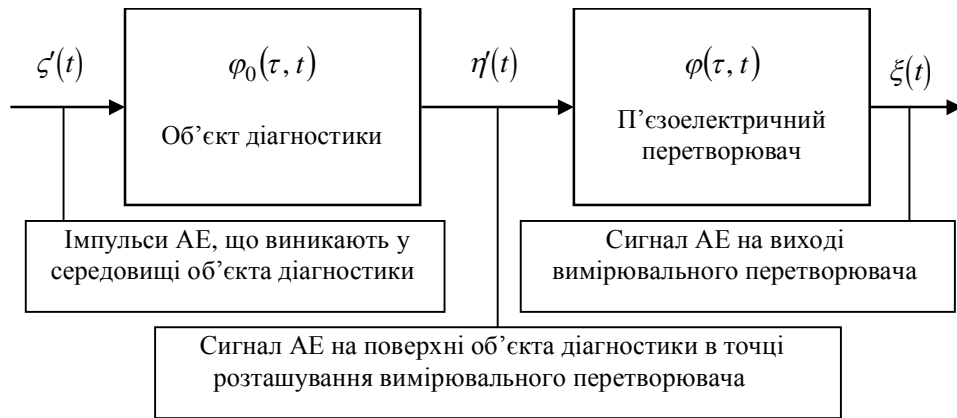 ς′(t)
φ₀(τ, t)
Об’єкт діагностики
η′(t)
φ(τ, t)
П’єзоелектричний
перетворювач
ξ(t)
Імпульси АЕ, що виникають у
середовищі об’єкта діагностики
Сигнал АЕ на виході
вимірювального перетворювача
Сигнал АЕ на поверхні об’єкта діагностики в точці
розташування вимірювального перетворювача